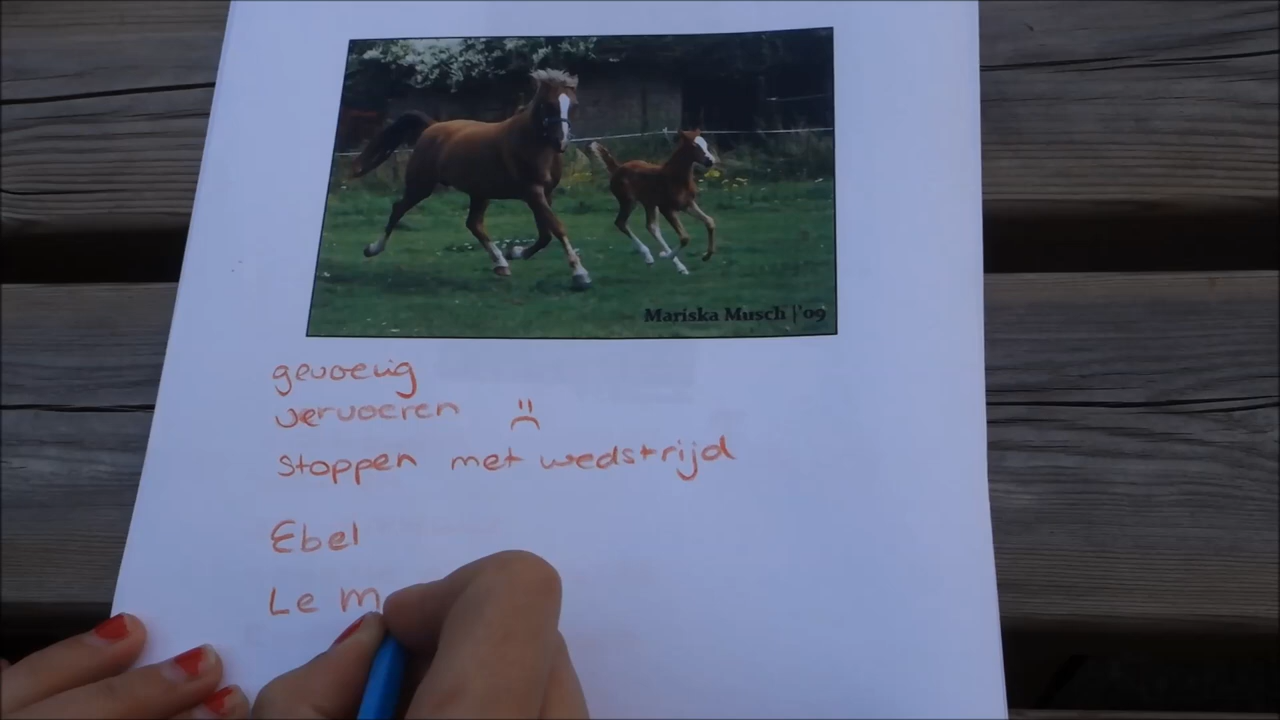 Mariska Musch |'09
gevoelig
vervoeren :(
stoppen met wedstrijd
Ebel
Le M